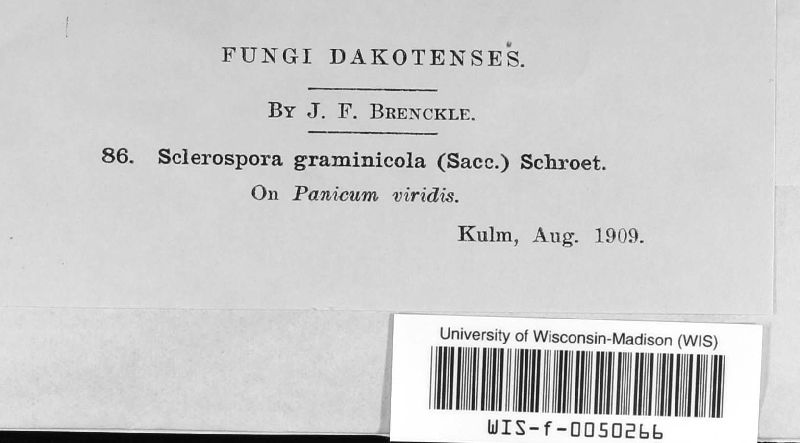 FUNGI DAKOTENSES.
By J. F. Brenckle.
86. Sclerospora graminicola (Sacc.) Schroet.
On Panicum viridis.
Kulm, Aug. 1909.
University of Wisconsin-Madison (WIS)
WIS-f-0050266